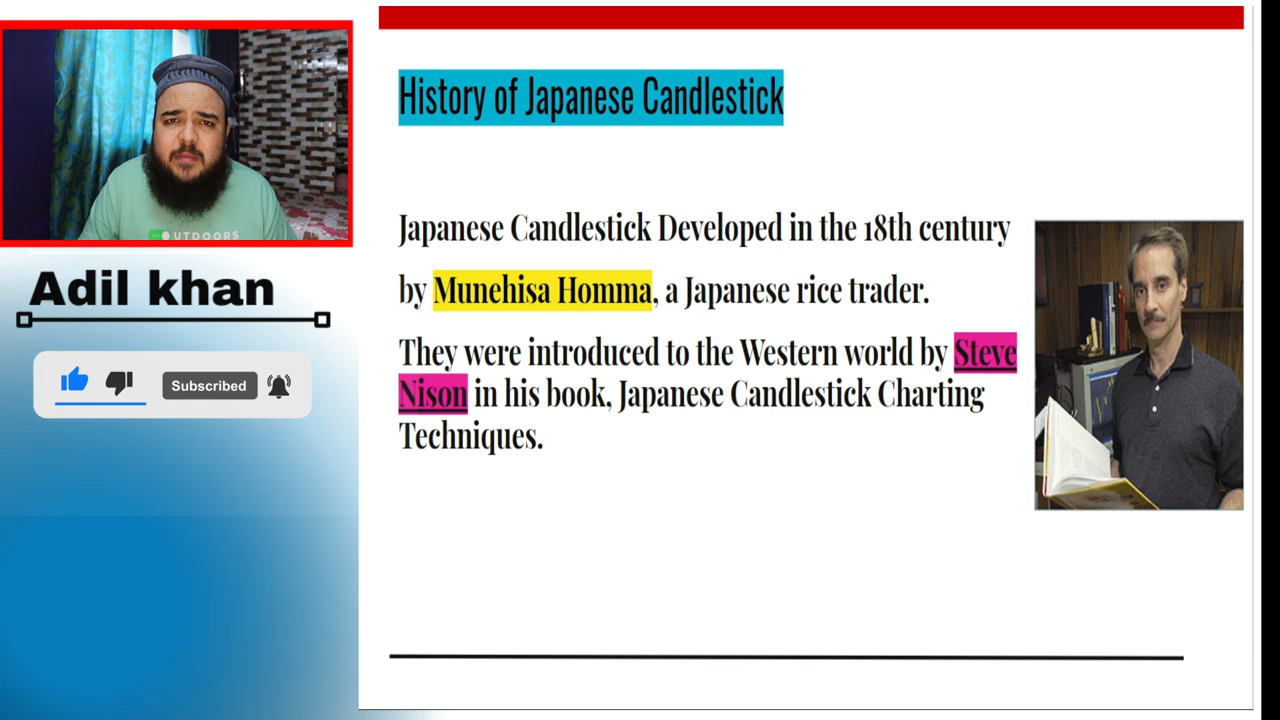 UTDOORS
Adil khan
Subscribed
History of Japanese Candlestick
Japanese Candlestick Developed in the 18th century
by Munehisa Homma, a Japanese rice trader.
They were introduced to the Western world by Steve
Nison in his book, Japanese Candlestick Charting
Techniques.